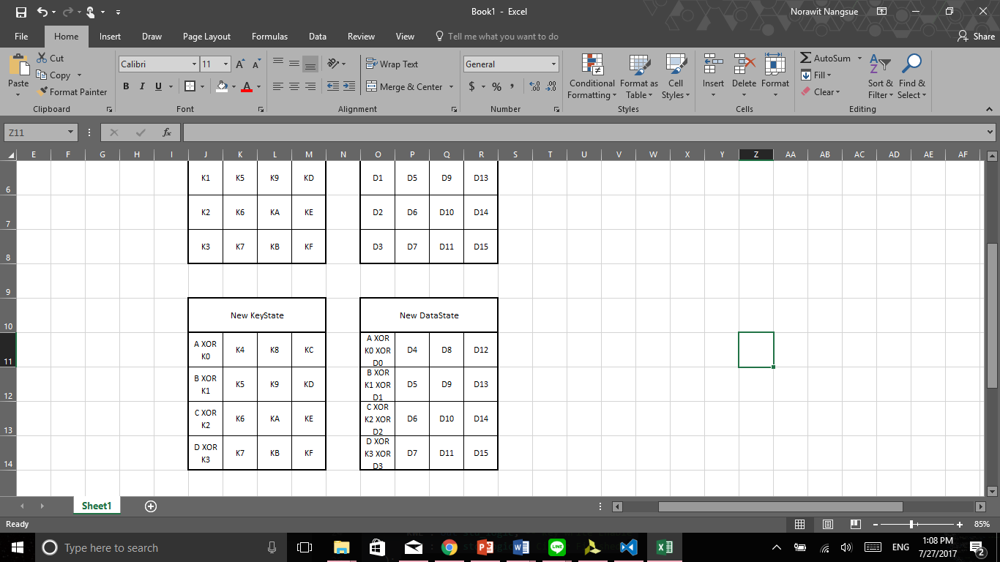 Book1 - Excel
Norawit Nangsue
File Home Insert Draw Page Layout Formulas Data Review View Tell me what you want to do Share
Paste
Cut
Copy
Format Painter
Clipboard
Calibri 11
B I U
Font
Wrap Text
Merge & Center
Alignment
General
$ % ,
Number
Conditional Formatting
Format as Table
Cell Styles
Styles
Insert Delete Format
Cells
AutoSum
Fill
Clear
Sort & Filter
Find & Select
Editing
Z11
fx
E F G H I J K L M N O P Q R S T U V W X Y Z AA AB AC AD AE AF
6 K1 K5 K9 KD D1 D5 D9 D13
7 K2 K6 KA KE D2 D6 D10 D14
8 K3 K7 KB KF D3 D7 D11 D15
9
10 New KeyState New DataState
11 A XOR K0 K4 K8 KC A XOR K0 XOR D0 D4 D8 D12
12 B XOR K1 K5 K9 KD B XOR K1 XOR D1 D5 D9 D13
13 C XOR K2 K6 KA KE C XOR K2 XOR D2 D6 D10 D14
14 D XOR K3 K7 KB KF D XOR K3 XOR D3 D7 D11 D15
Sheet1
Ready
85%
Type here to search
ENG
1:08 PM
7/27/2017
2